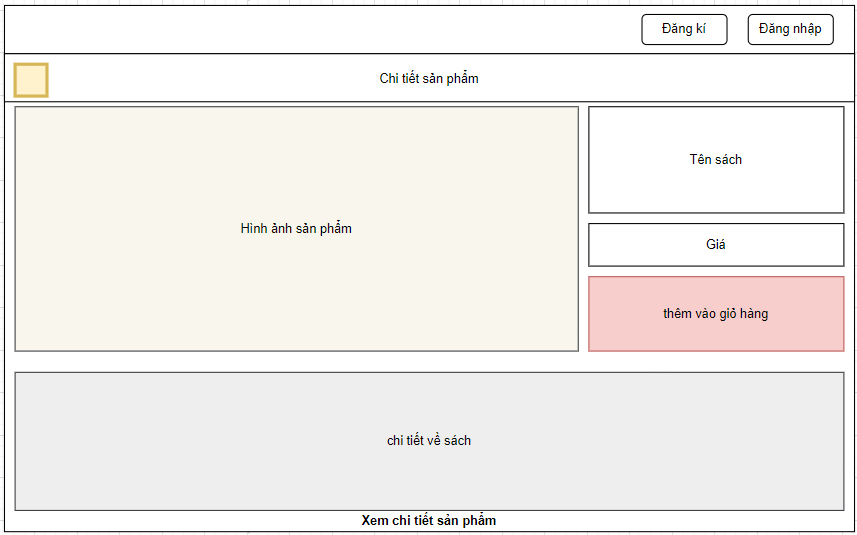 Đăng kí
Đăng nhập
Chi tiết sản phẩm
Hình ảnh sản phẩm
Tên sách
Giá
thêm vào giỏ hàng
chi tiết về sách
Xem chi tiết sản phẩm